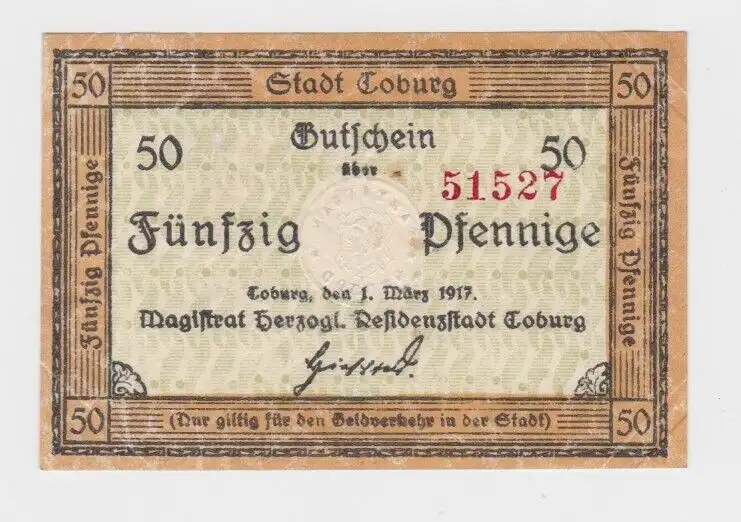 50 Stadt Coburg 50
Gutschein
50 über 50
51527
Fünfzig Pfennige
Coburg, den 1. März 1917.
Magistrat Herzogl. Residenzstadt Coburg
Fünfzig Pfennige
Fünfzig Pfennige
50 (Nur giltig für den Geldverkehr in der Stadt) 50